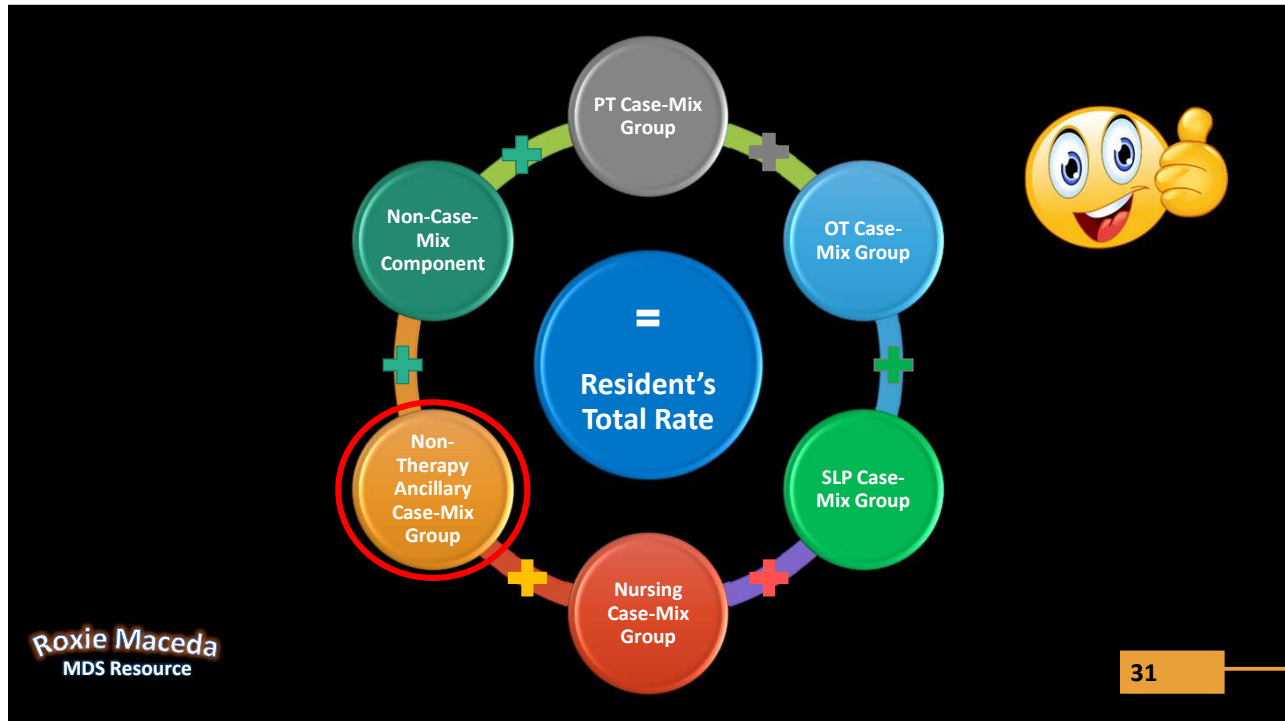 PT Case-Mix
Group
OT Case-
Mix Group
SLP Case-
Mix Group
Nursing
Case-Mix
Group
Non-
Therapy
Ancillary
Case-Mix
Group
Non-Case-
Mix
Component
=
Resident’s
Total Rate
Roxie Maceda
MDS Resource
31